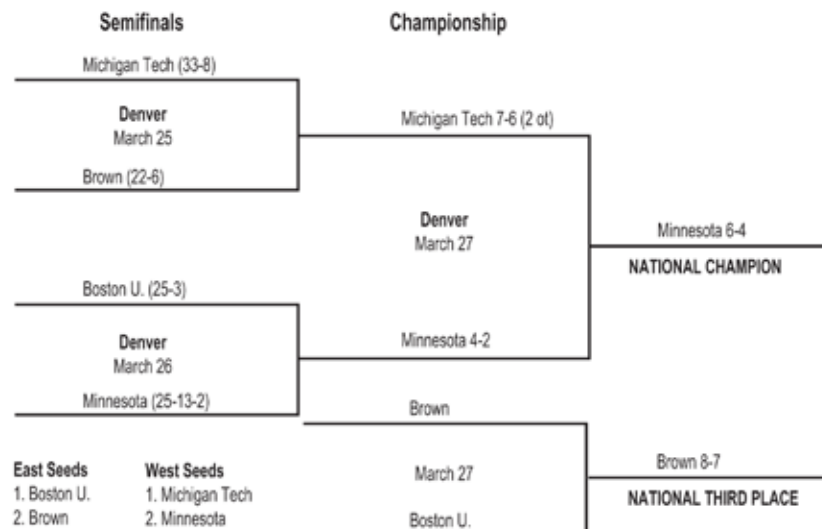 Semifinals
Championship
Michigan Tech (33-8)
Denver
March 25
Brown (22-6)
Michigan Tech 7-6 (2 ot)
Denver
March 27
Minnesota 6-4
NATIONAL CHAMPION
Boston U. (25-3)
Denver
March 26
Minnesota (25-13-2)
Minnesota 4-2
Brown
March 27
Boston U.
Brown 8-7
NATIONAL THIRD PLACE
East Seeds
1. Boston U.
2. Brown
West Seeds
1. Michigan Tech
2. Minnesota